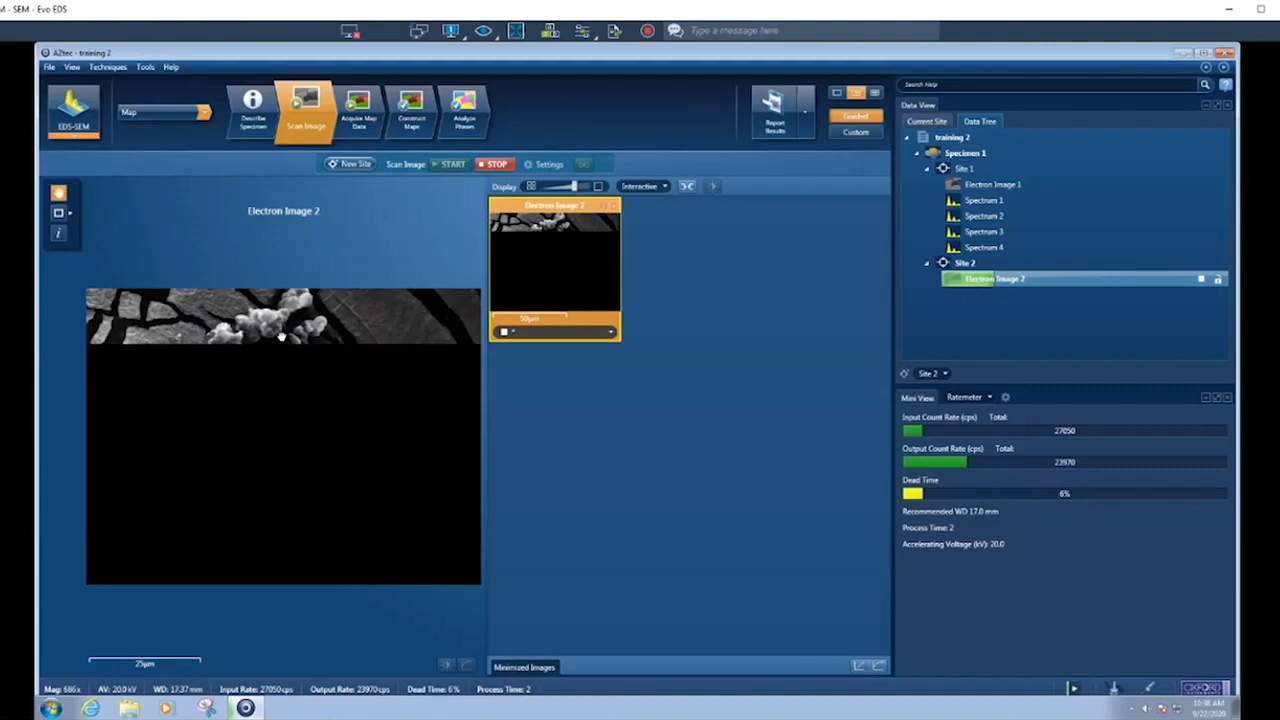 M - SEM - Evo EDS
Type a message here
AZtec - training 2
File View Techniques Tools Help
EDS-SEM
Map
Describe Specimen
Scan Image
Acquire Map Data
Construct Maps
Analyze Phases
Report Results
Guided
Custom
Search Help
Data View
Current Site Data Tree
training 2
Specimen 1
Site 1
Electron Image 1
Spectrum 1
Spectrum 2
Spectrum 3
Spectrum 4
Site 2
Electron Image 2
Site 2
New Site Scan Image START STOP Settings
Display Interactive
Electron Image 2
Electron Image 2
50µm
25µm
Minimized Images
Mini View Ratemeter
Input Count Rate (cps) Total:
27050
Output Count Rate (cps) Total:
23970
Dead Time
6%
Recommended WD 17.0 mm
Process Time: 2
Accelerating Voltage (kV): 20.0
Mag: 686x AV: 20.0 kV WD: 17.37 mm Input Rate: 27050 cps Output Rate: 23970 cps Dead Time: 6% Process Time: 2
OXFORD
10:38 AM
9/22/2020